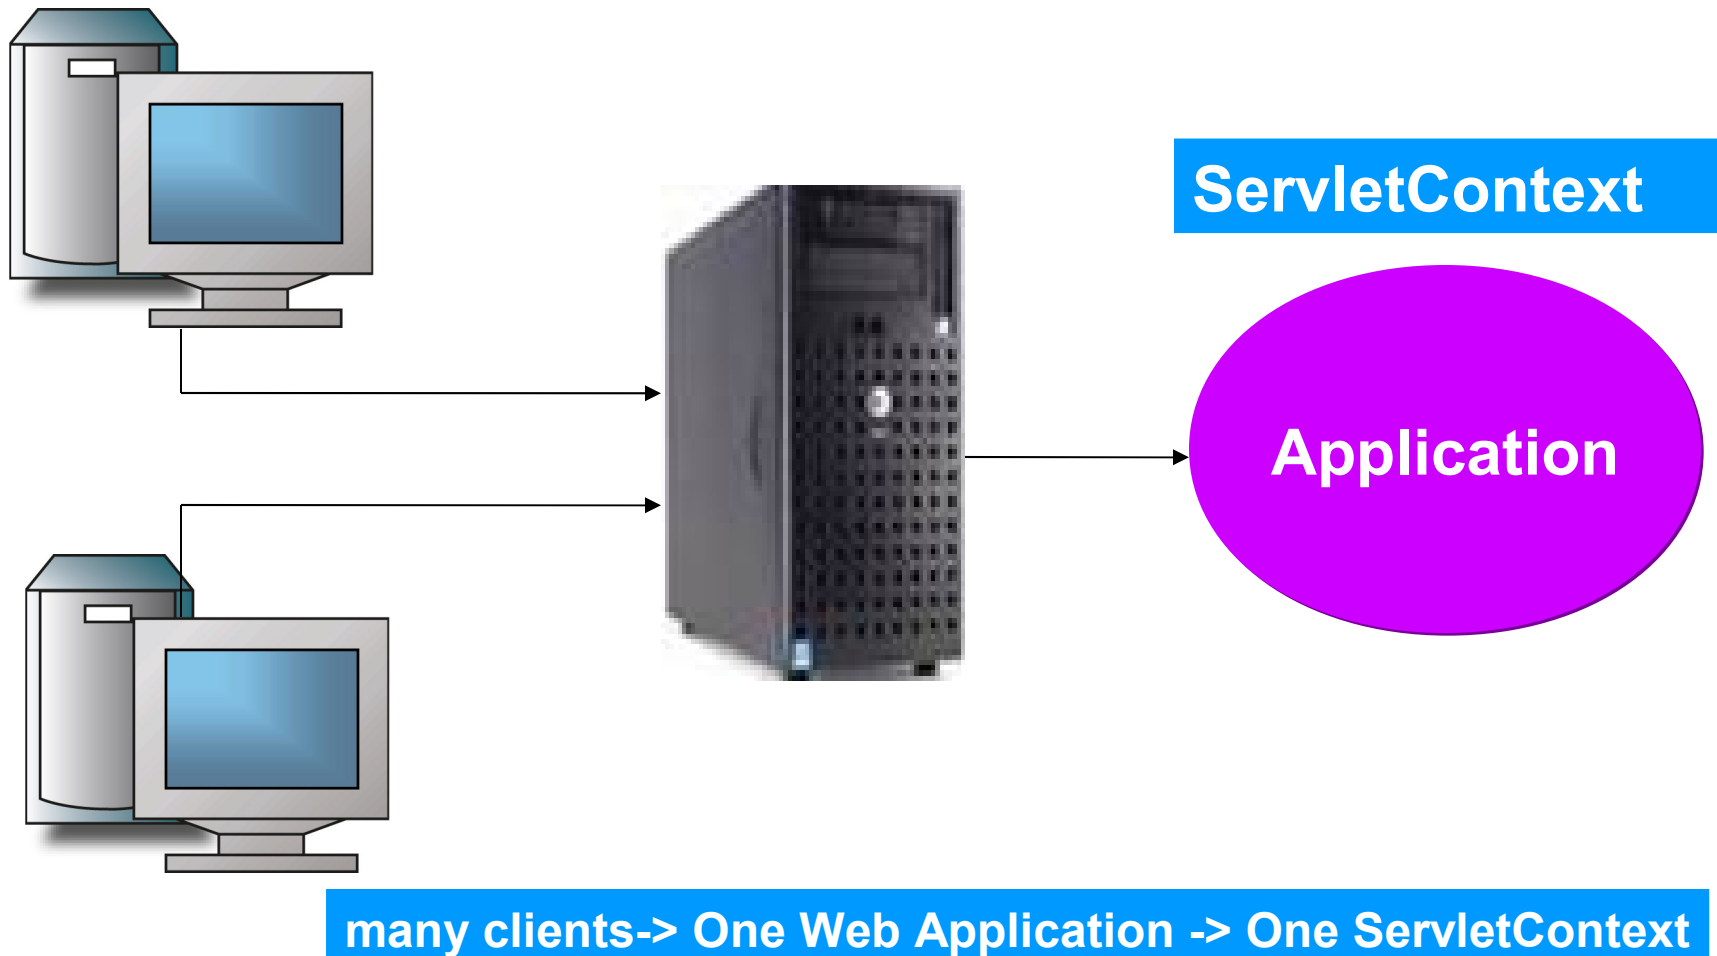 ServletContext
Application
many clients-> One Web Application -> One ServletContext